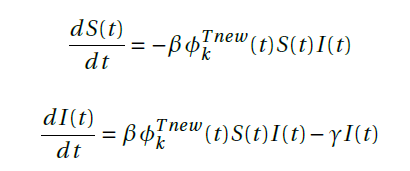 dS(t)/dt = −βϕ_k^{Tnew}(t)S(t)I(t)
dI(t)/dt = βϕ_k^{Tnew}(t)S(t)I(t) − γI(t)